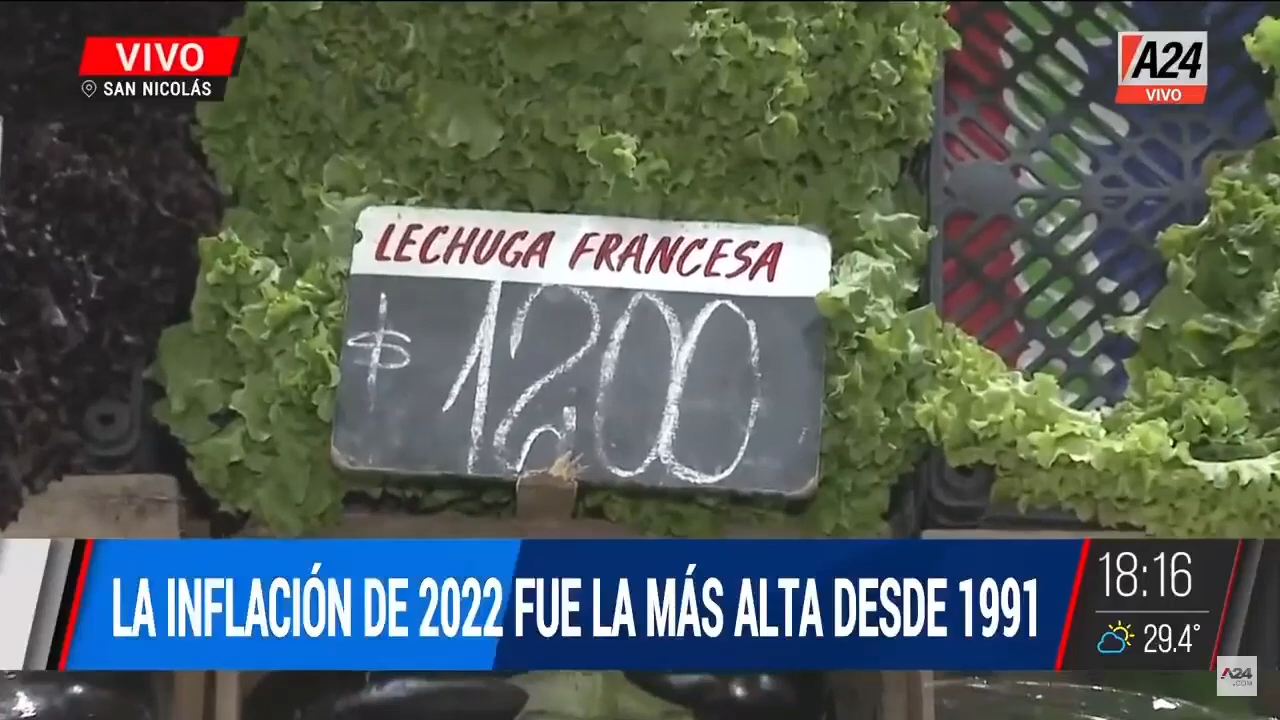 VIVO
SAN NICOLÁS
A24
VIVO
LECHUGA FRANCESA
$ 1200
LA INFLACIÓN DE 2022 FUE LA MÁS ALTA DESDE 1991
18:16
29.4°
A24
.COM